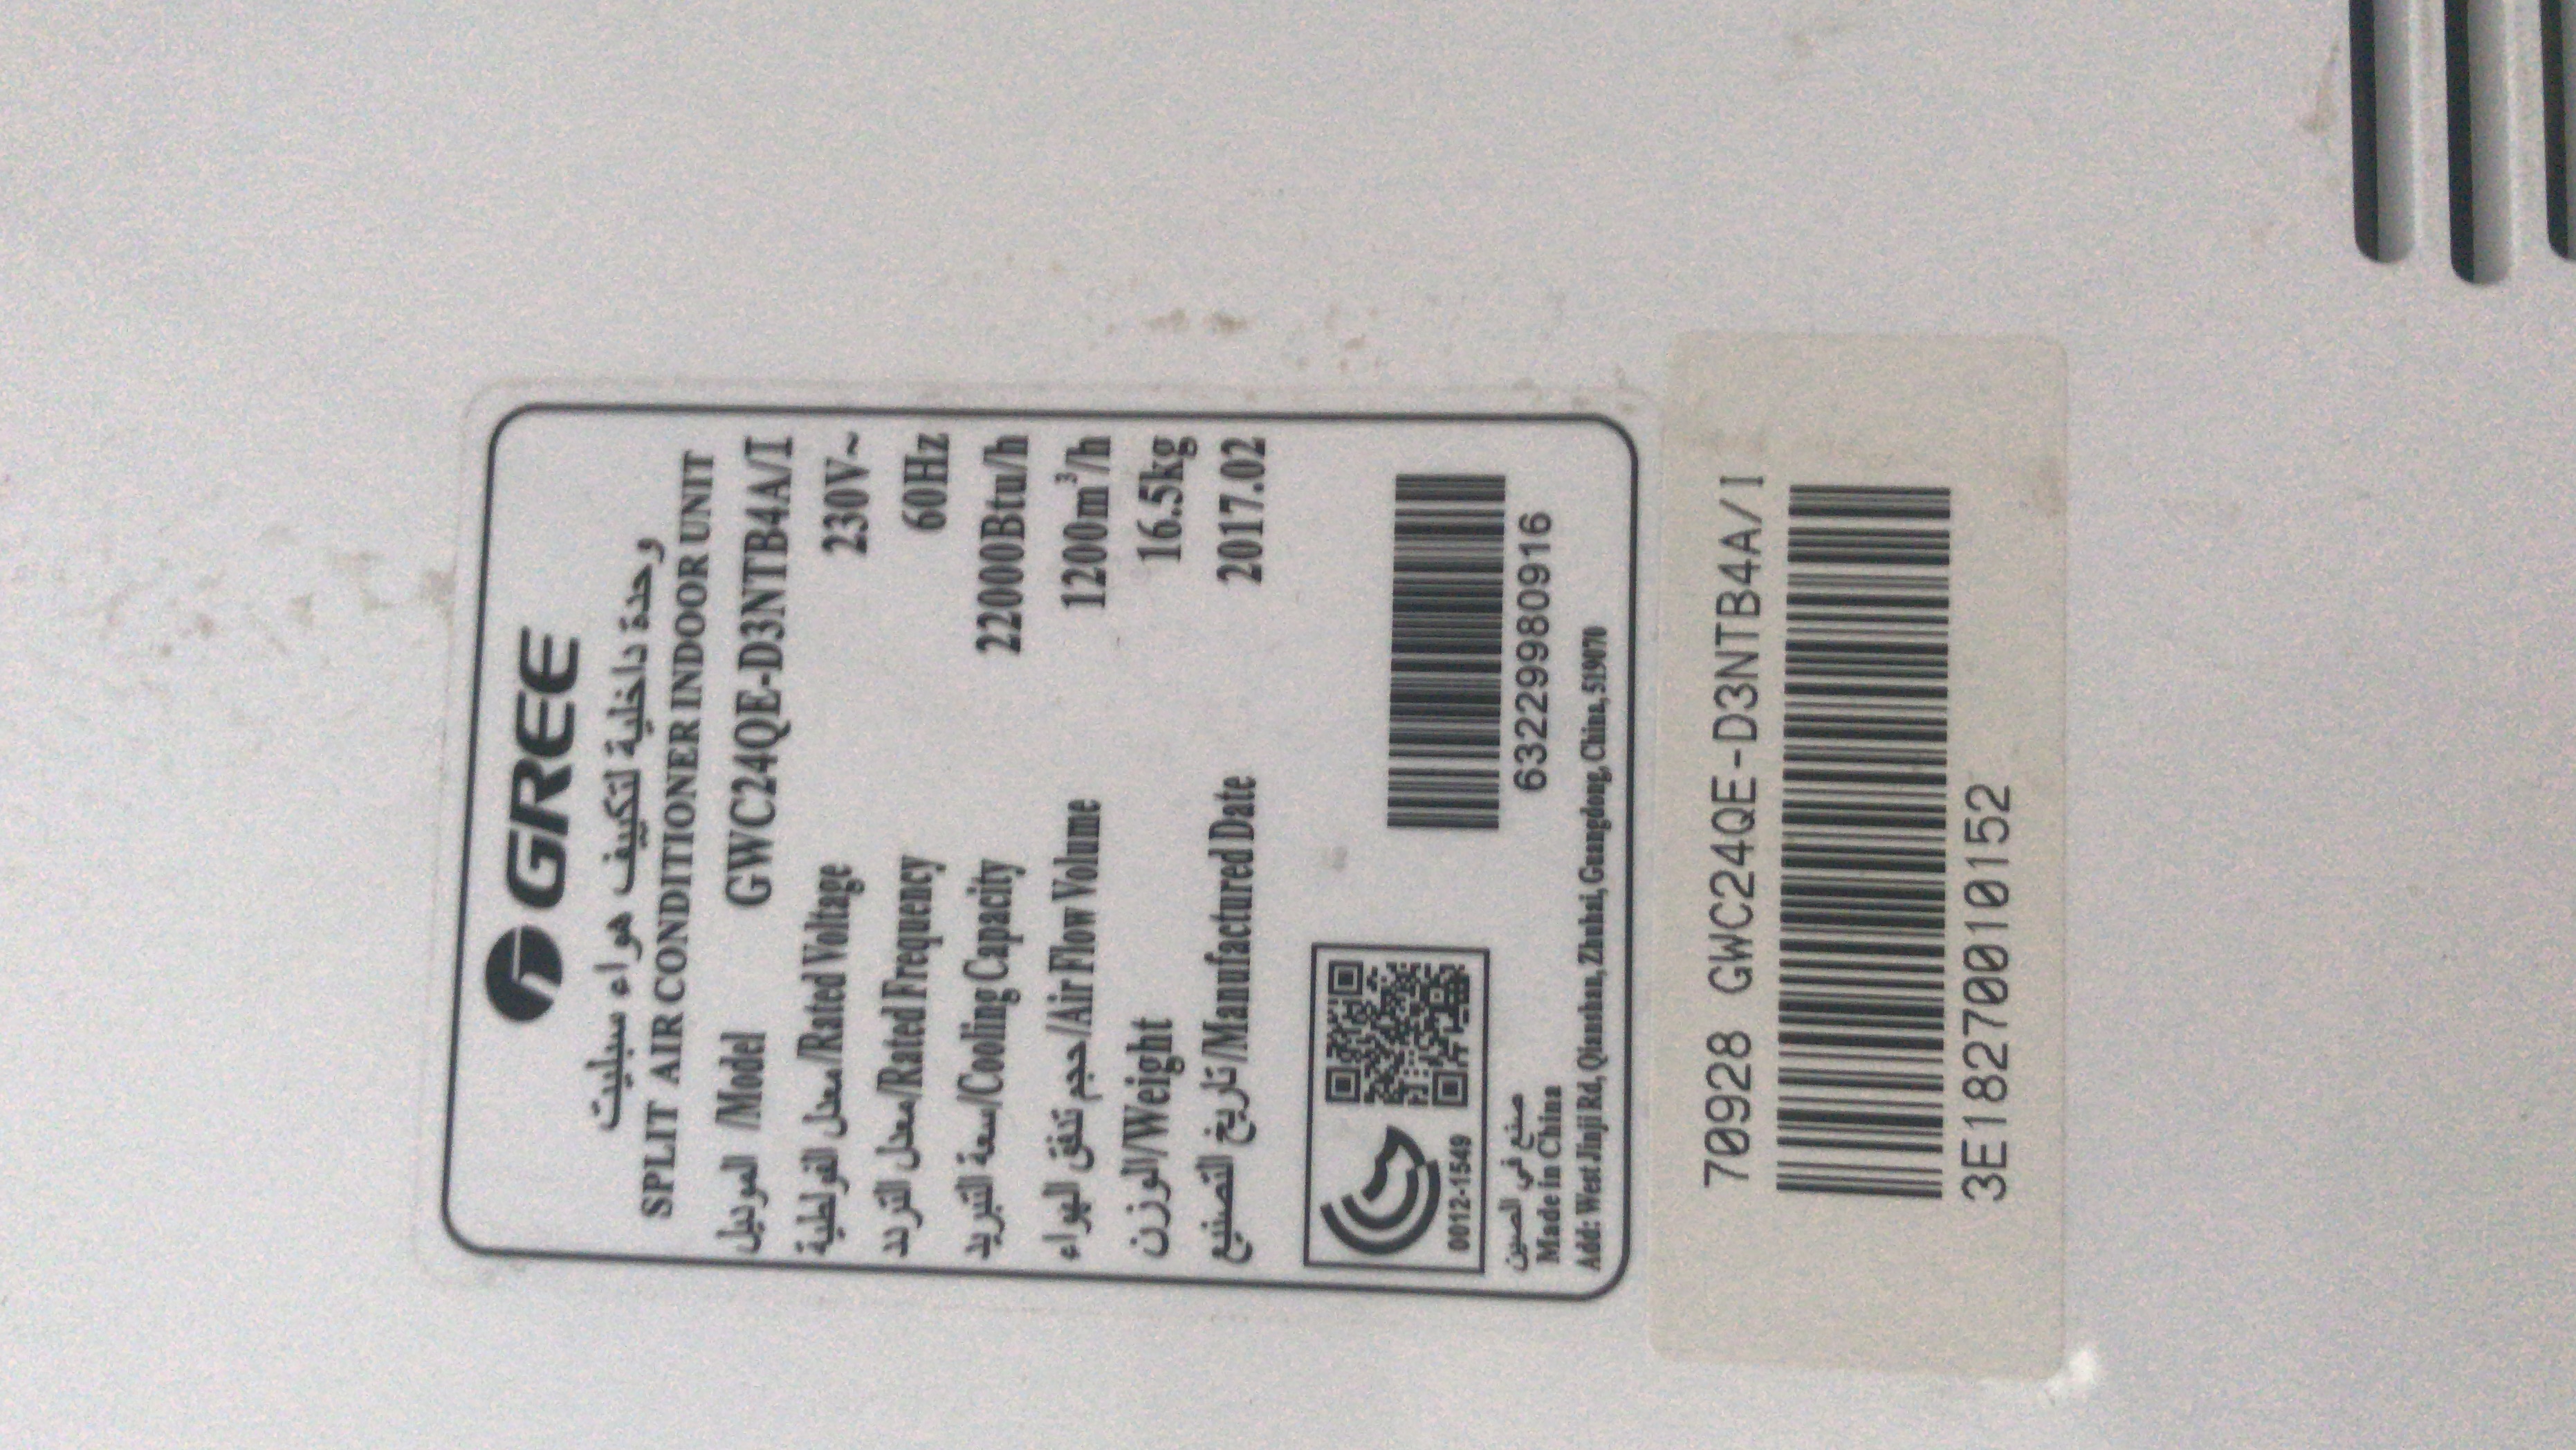 GREE
وحدة داخلية لتكييف هواء سبليت
SPLIT AIR CONDITIONER INDOOR UNIT
الموديل /Model GWC24QE-D3NTB4A/I
معدل الفولطية/Rated Voltage 230V~
معدل التردد/Rated Frequency 60Hz
سعة التبريد/Cooling Capacity 22000Btu/h
حجم تدفق الهواء/Air Flow Volume 1200m³/h
الوزن/Weight 16.5kg
تاريخ التصنيع/Manufactured Date 2017.02
0012-1549
632299809​16
صنع في الصين
Made in China
Add: West Jinji Rd, Qianshan, Zhuhai, Guangdong, China, 519070
70928 GWC24QE-D3NTB4A/I
3E18270010152